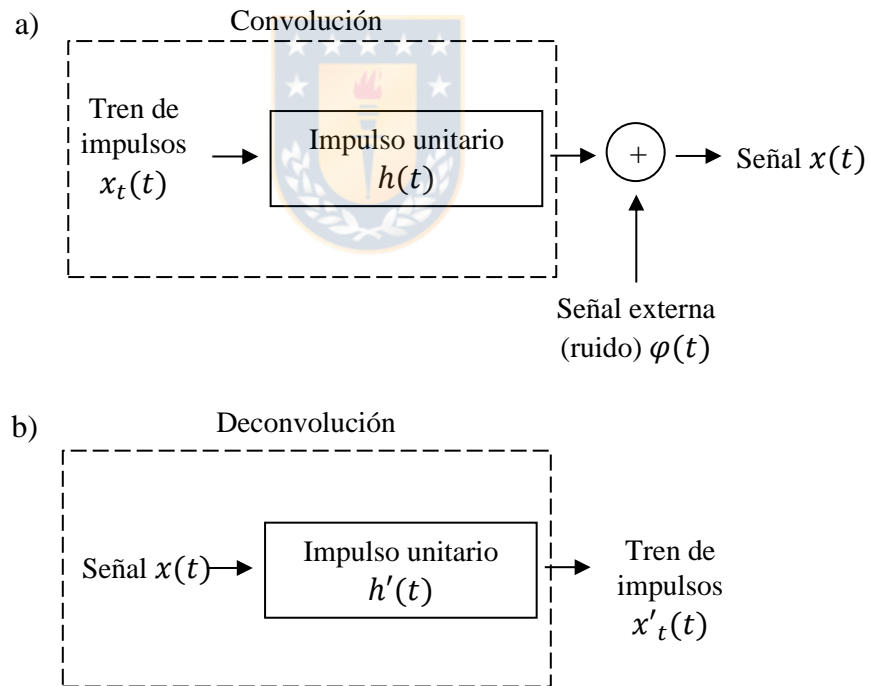 a)
Convolución
Tren de
impulsos
x_t(t)
Impulso unitario
h(t)
+
Señal x(t)
Señal externa
(ruido) φ(t)
b)
Deconvolución
Señal x(t)
Impulso unitario
h'(t)
Tren de
impulsos
x'_t(t)